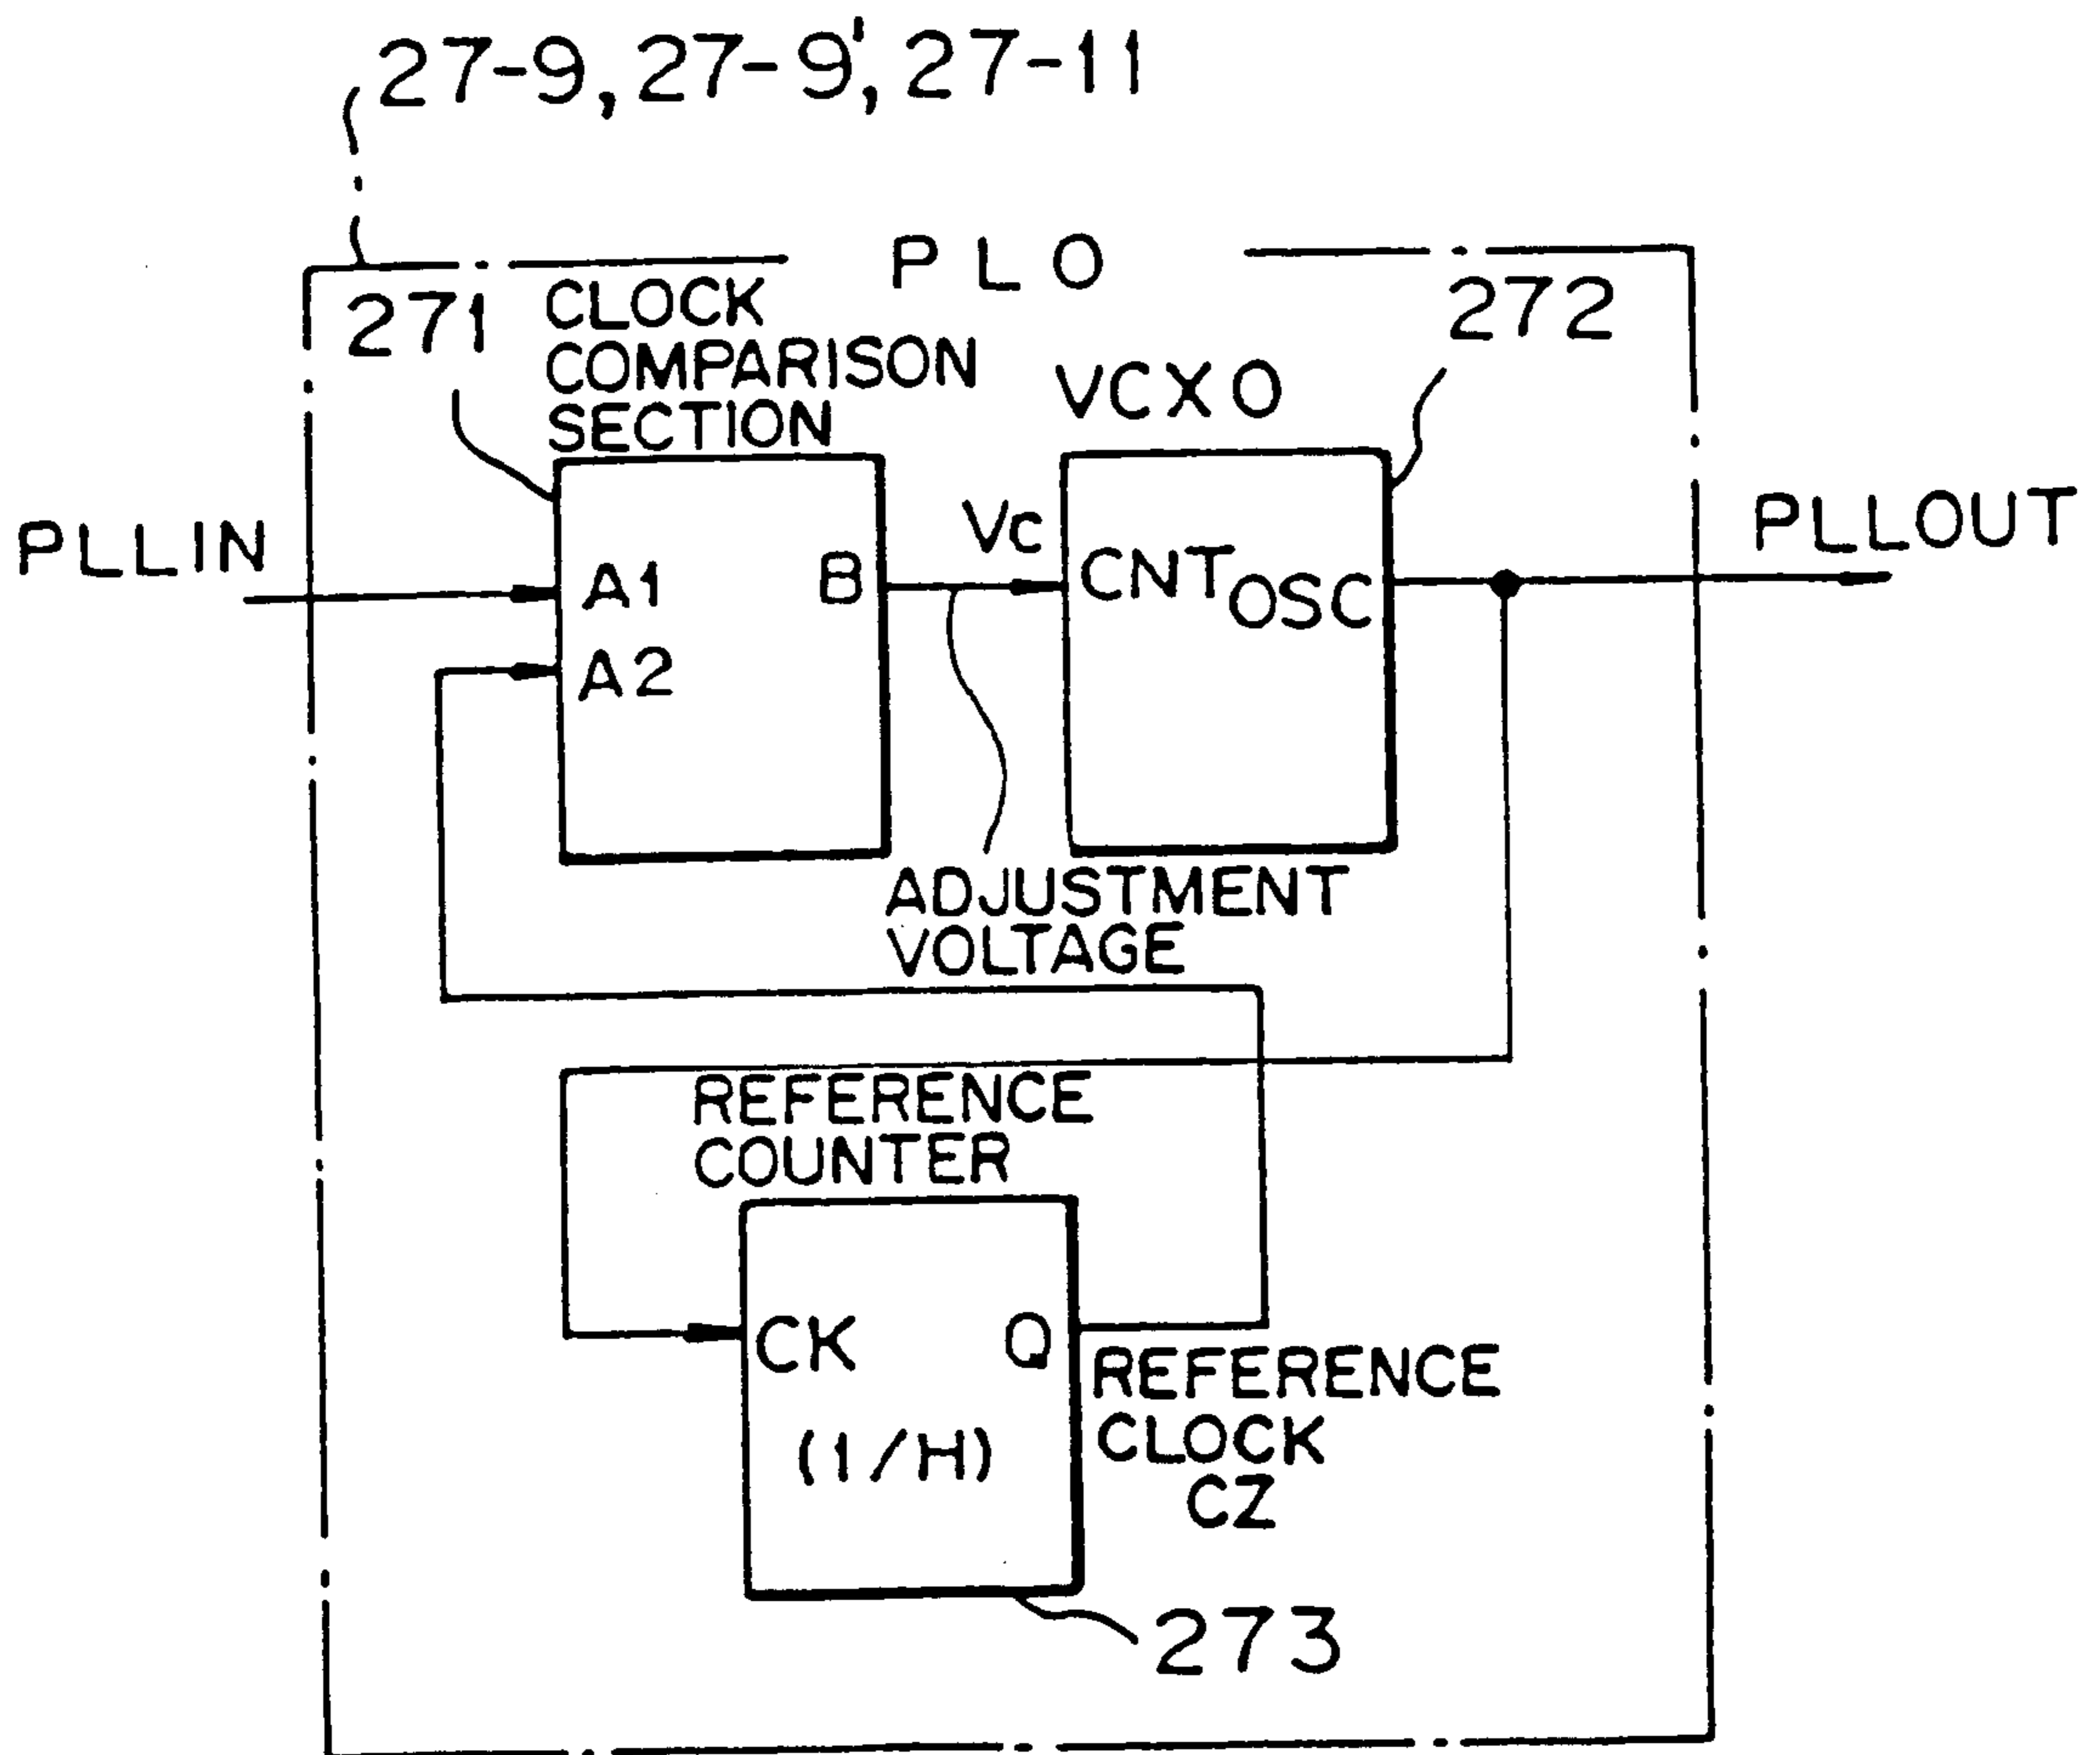 27-9, 27-9', 27-11
PLO
271
CLOCK
COMPARISON
SECTION
272
VCXO
PLLIN
A1
A2
B
Vc
CNT
OSC
PLLOUT
ADJUSTMENT
VOLTAGE
REFERENCE
COUNTER
CK
Q
(1/H)
REFERENCE
CLOCK
CZ
273